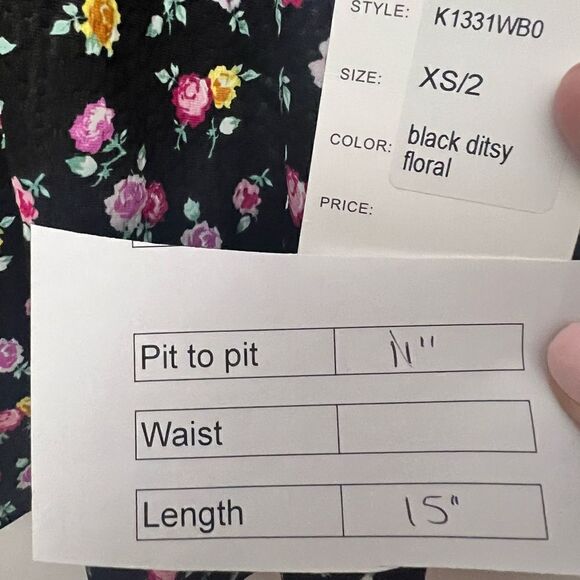 STYLE: K1331WB0
SIZE: XS/2
COLOR: black ditsy
floral
PRICE:
Pit to pit
Waist
Length 15"